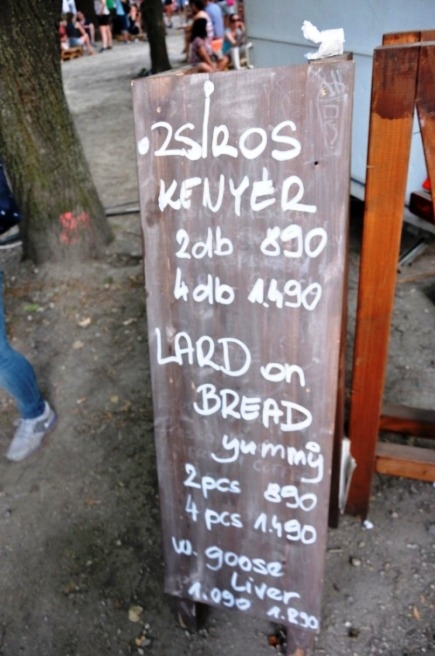 ZSÍROS
KENYÉR
2db 890
4db 1.490
LARD on
BREAD
yummy
2pcs 890
4pcs 1.490
w. goose
Liver
1.090 1.890